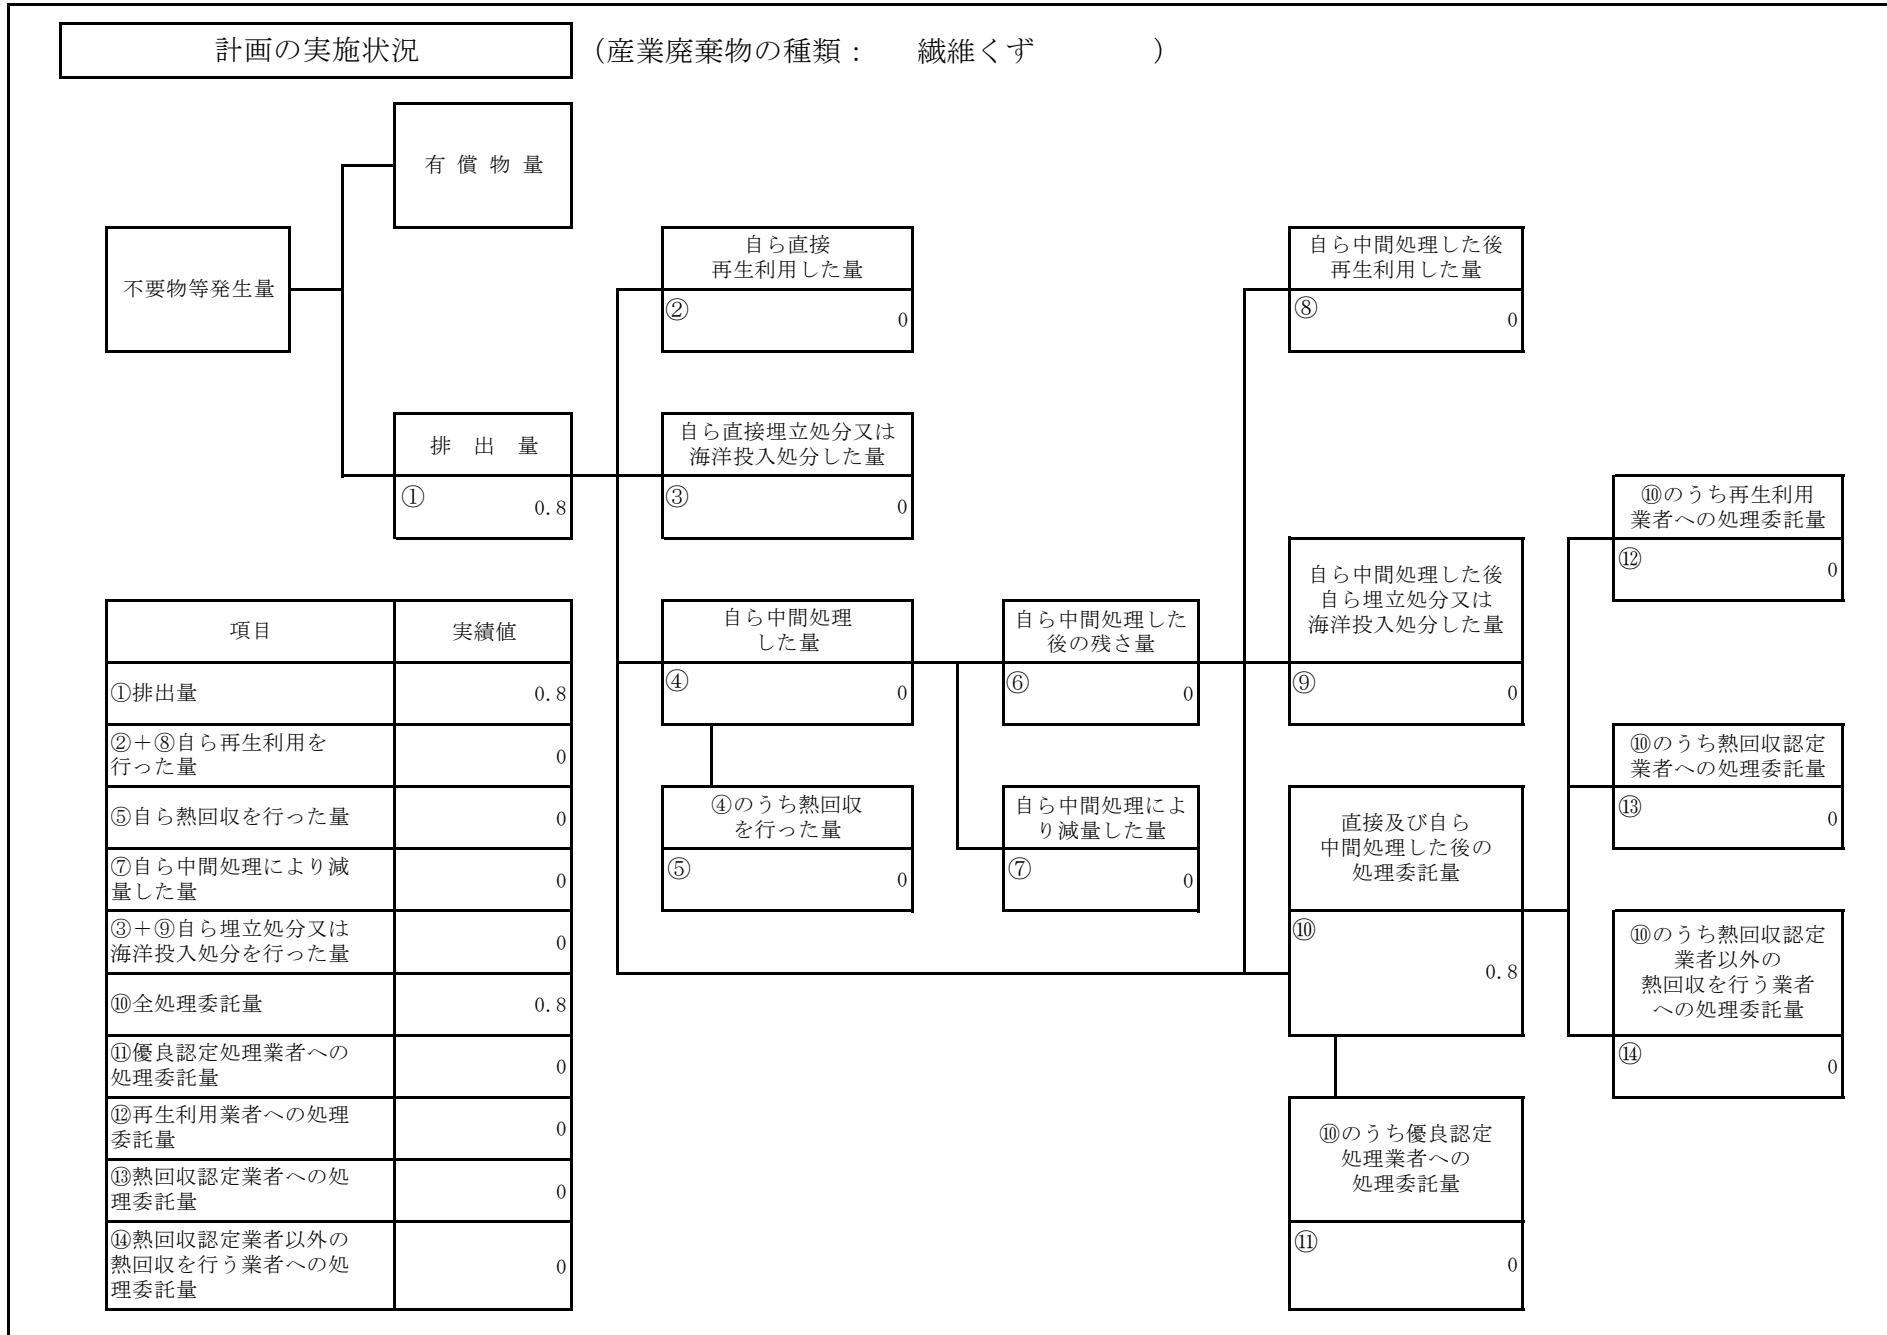 計画の実施状況　（産業廃棄物の種類：　繊維くず　　　　）
有 償 物 量
不要物等発生量
自ら直接
再生利用した量
② 0
自ら中間処理した後
再生利用した量
⑧ 0
排　出　量
① 0.8
自ら直接埋立処分又は
海洋投入処分した量
③ 0
⑩のうち再生利用
業者への処理委託量
⑫ 0
自ら中間処理した後
自ら埋立処分又は
海洋投入処分した量
⑨ 0
自ら中間処理
した量
④ 0
自ら中間処理した
後の残さ量
⑥ 0
⑩のうち熱回収認定
業者への処理委託量
⑬ 0
④のうち熱回収
を行った量
⑤ 0
自ら中間処理によ
り減量した量
⑦ 0
直接及び自ら
中間処理した後の
処理委託量
⑩ 0.8
⑩のうち熱回収認定
業者以外の
熱回収を行う業者
への処理委託量
⑭ 0
⑩のうち優良認定
処理業者への
処理委託量
⑪ 0
項目　実績値
①排出量 0.8
②＋⑧自ら再生利用を
行った量 0
⑤自ら熱回収を行った量 0
⑦自ら中間処理により減
量した量 0
③＋⑨自ら埋立処分又は
海洋投入処分を行った量 0
⑩全処理委託量 0.8
⑪優良認定処理業者への
処理委託量 0
⑫再生利用業者への処理
委託量 0
⑬熱回収認定業者への処
理委託量 0
⑭熱回収認定業者以外の
熱回収を行う業者への処
理委託量 0